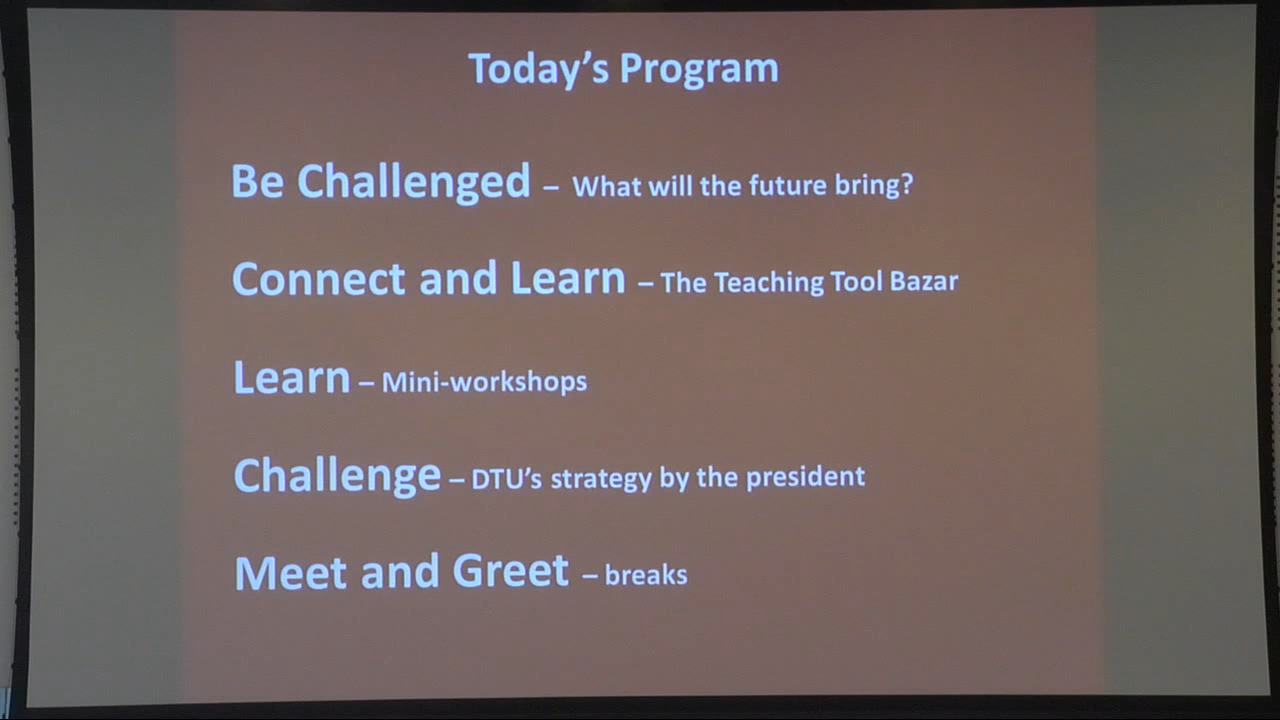 Today’s Program
Be Challenged – What will the future bring?
Connect and Learn – The Teaching Tool Bazar
Learn – Mini-workshops
Challenge – DTU’s strategy by the president
Meet and Greet – breaks